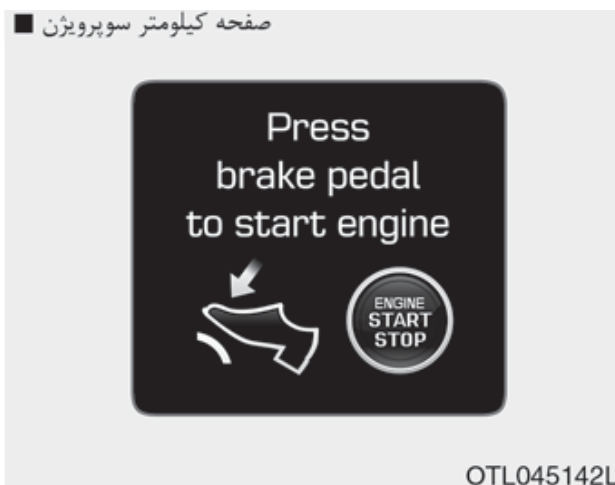 ■ صفحه کیلومتر سوپرویژن
Press
brake pedal
to start engine
ENGINE
START
STOP
OTL045142L